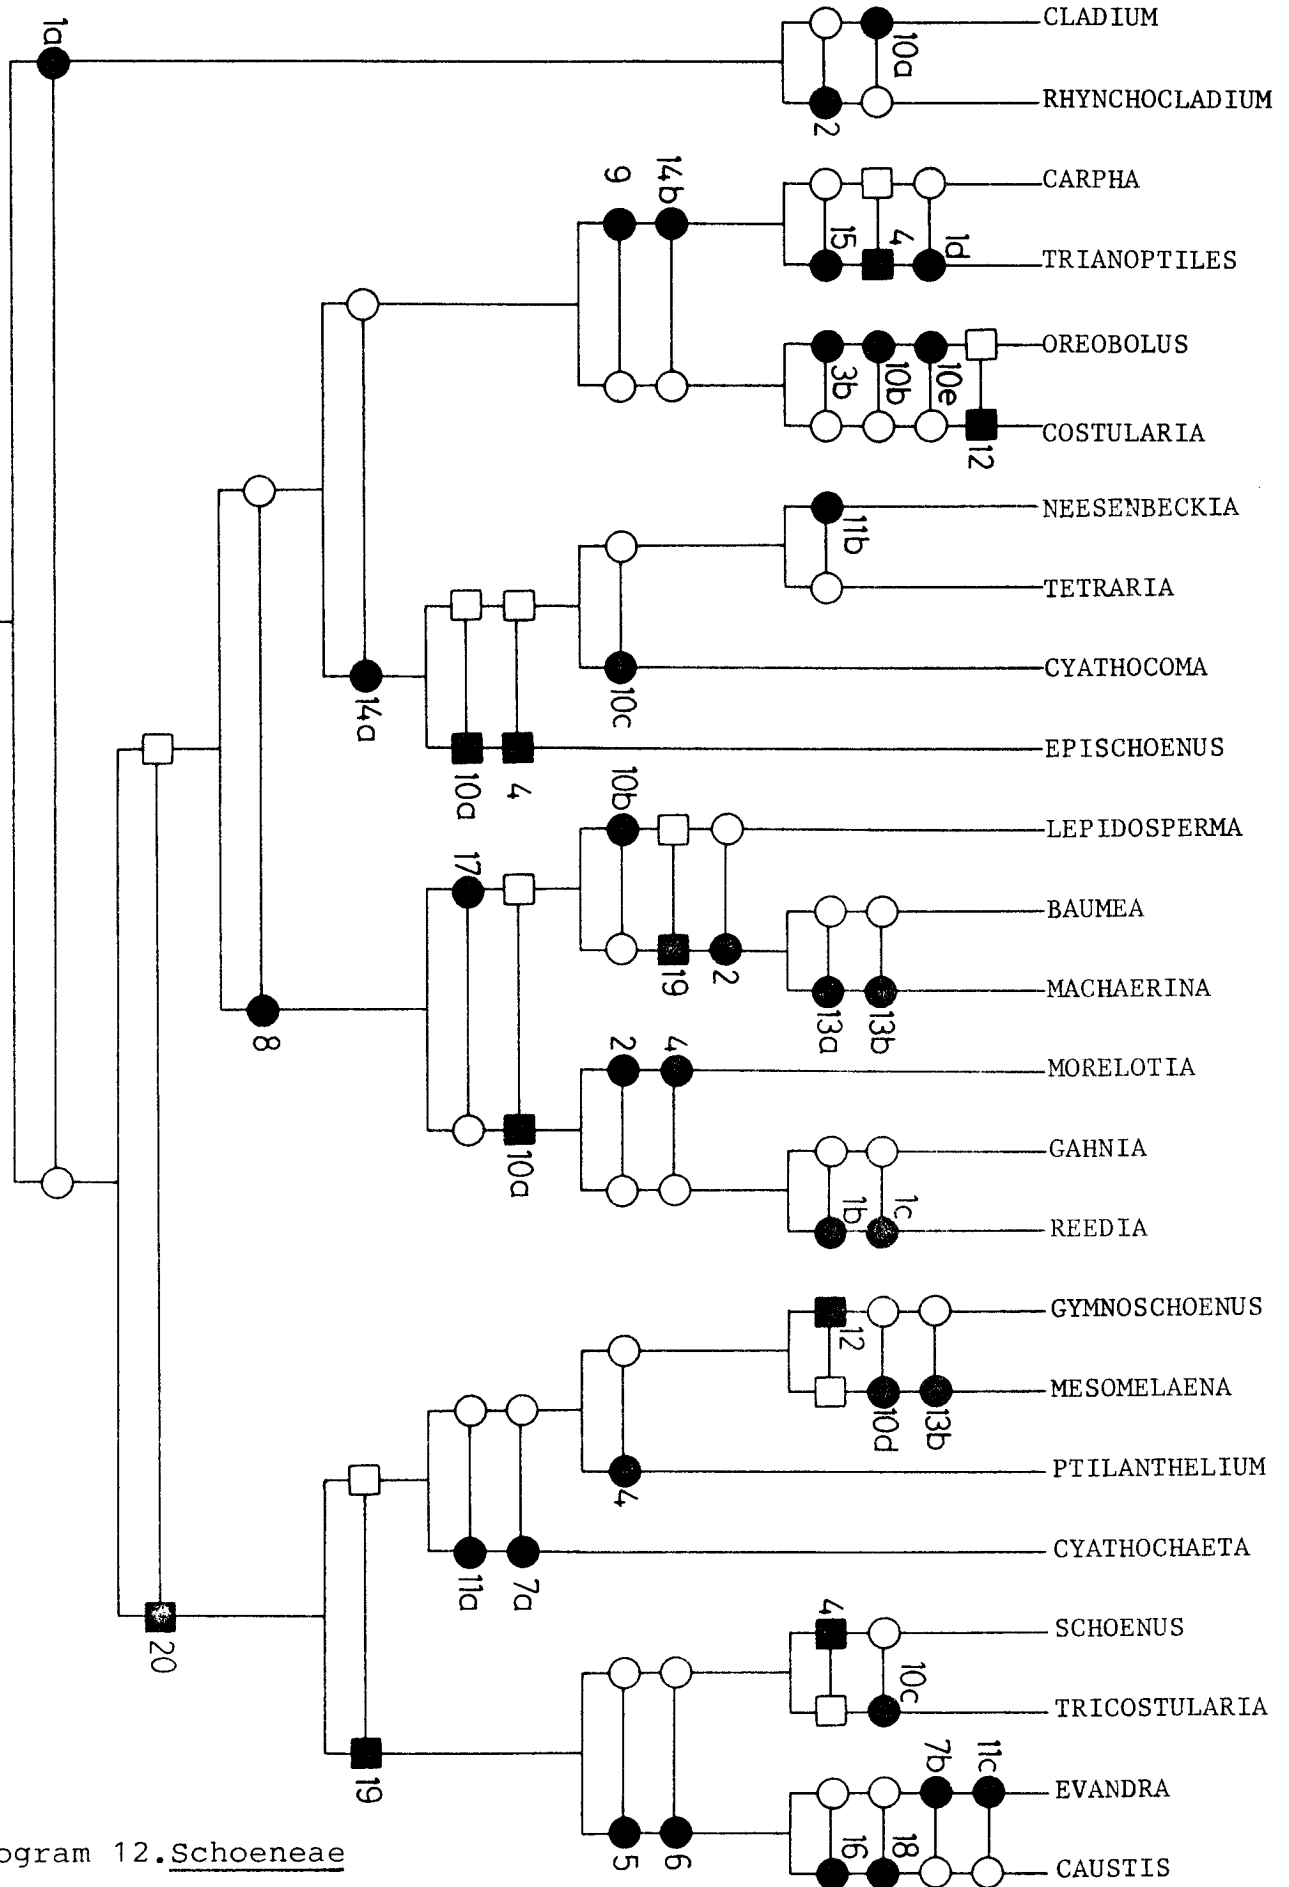 1a
CLADIUM
10a
RHYNCHOCLADIUM
2
9
14b
CARPHA
15
4
1d
TRIANOPTILES
OREOBOLUS
3b
10b
10e
COSTULARIA
12
NEESENBECKIA
11b
TETRARIA
CYATHOCOMA
10c
14a
EPISCHOENUS
10a
4
10b
LEPIDOSPERMA
17
BAUMEA
19
2
MACHAERINA
13a
13b
8
2
4
MORELOTIA
10a
GAHNIA
1b
1c
REEDIA
GYMNOSCHOENUS
12
MESOMELAENA
10d
13b
PTILANTHELIUM
4
CYATHOCHAETA
11a
7a
20
4
SCHOENUS
10c
TRICOSTULARIA
19
7b
11c
EVANDRA
16
18
CAUSTIS
5
6
ogram 12. Schoeneae